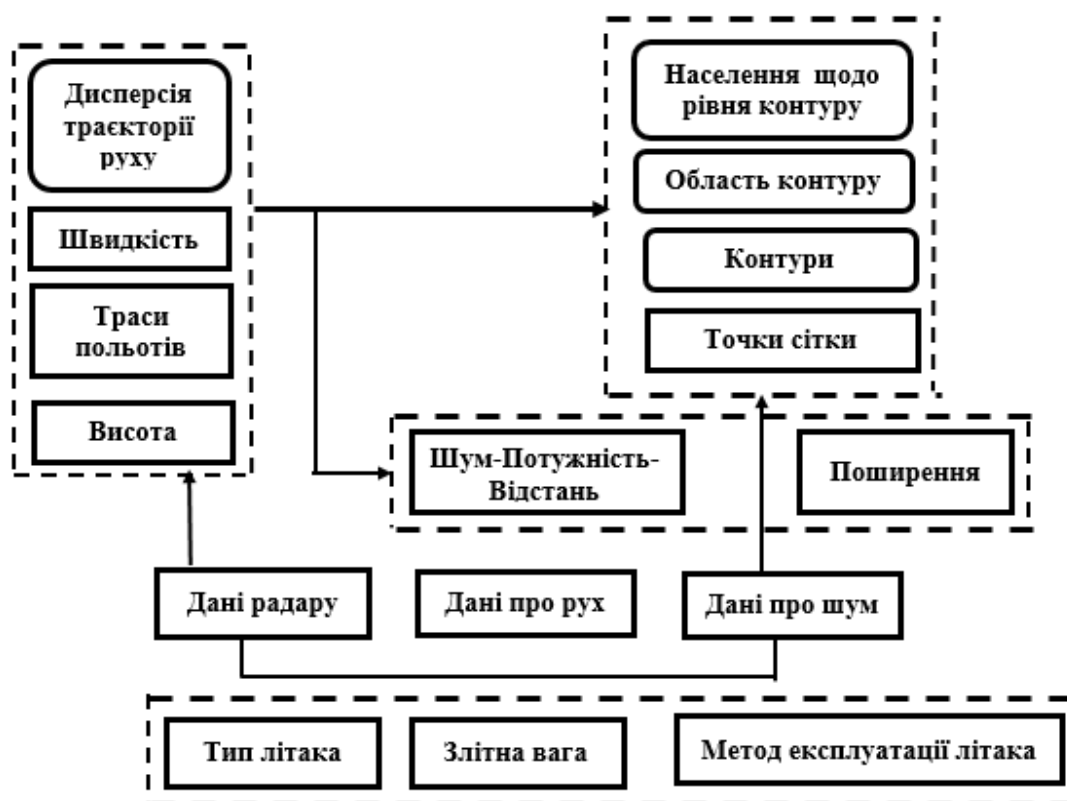 Дисперсія
траєкторії
руху
Швидкість
Траси
польотів
Висота
Населення щодо
рівня контуру
Область контуру
Контури
Точки сітки
Шум-Потужність-
Відстань
Поширення
Дані радару
Дані про рух
Дані про шум
Тип літака
Злітна вага
Метод експлуатації літака